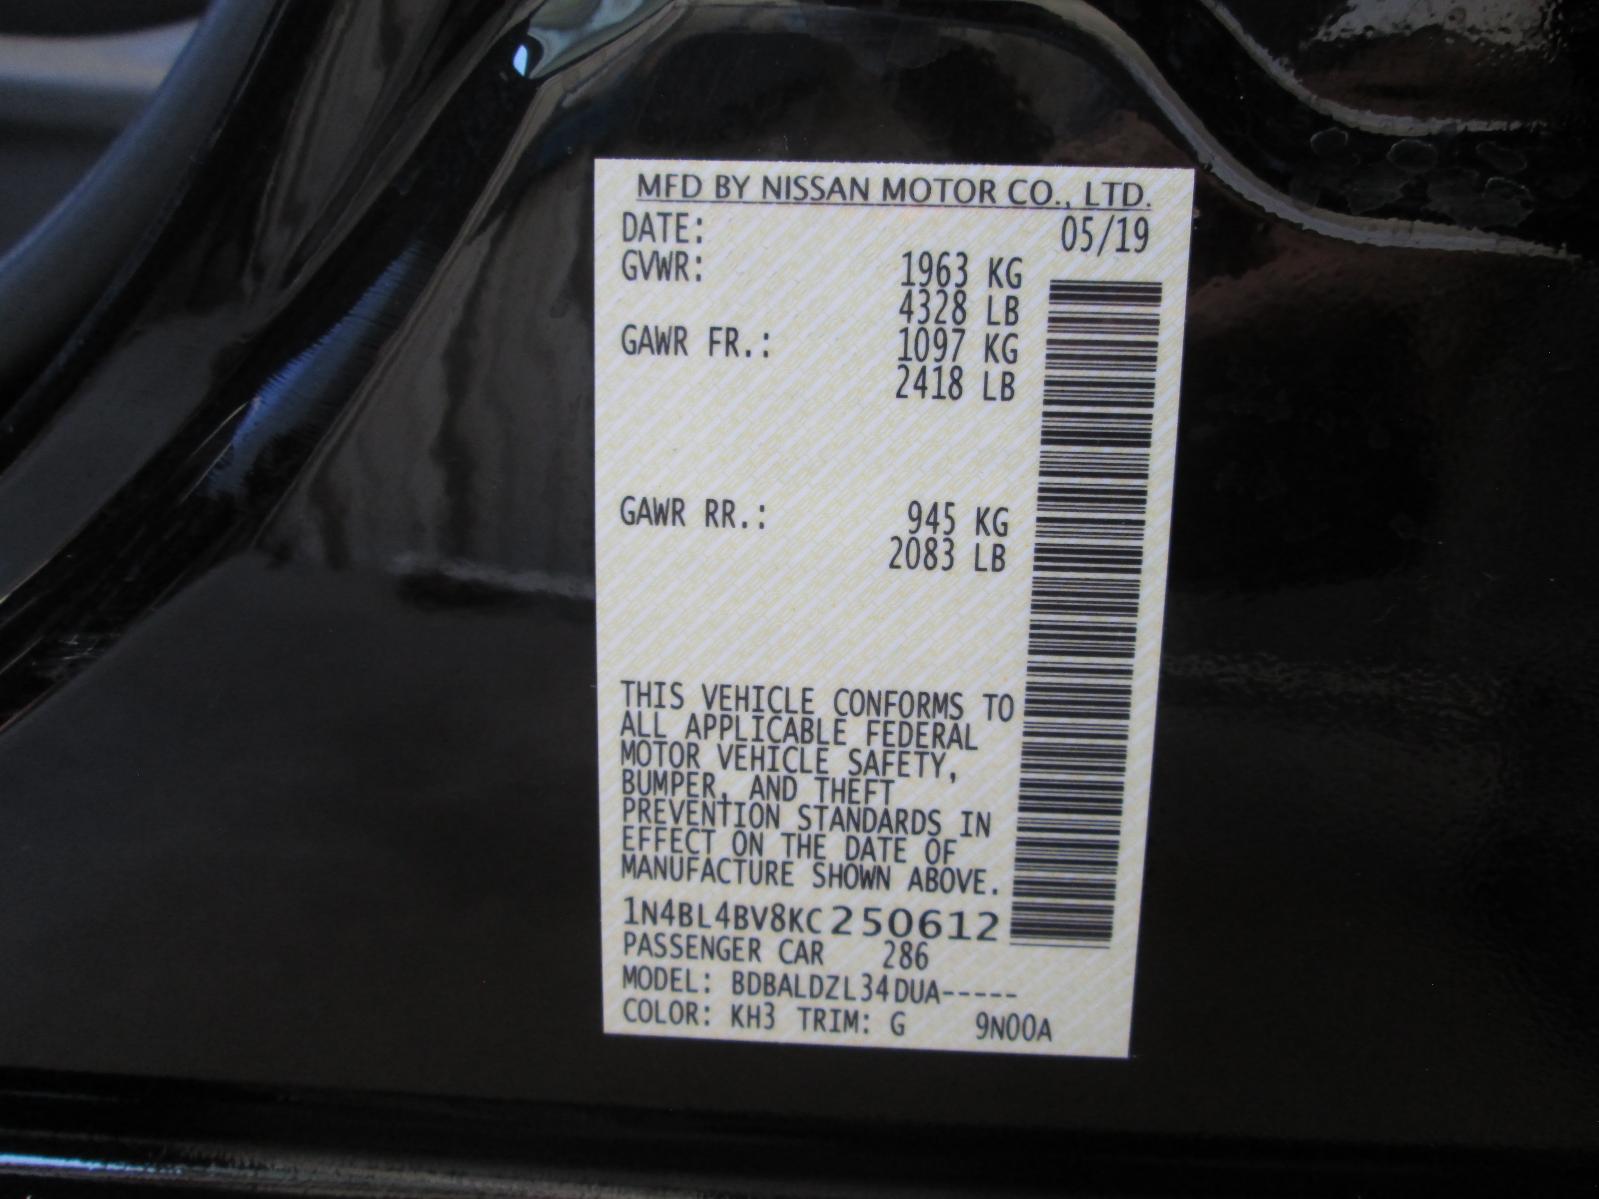 MFD BY NISSAN MOTOR CO., LTD.
DATE: 05/19
GVWR: 1963 KG
4328 LB
GAWR FR.: 1097 KG
2418 LB
GAWR RR.: 945 KG
2083 LB
THIS VEHICLE CONFORMS TO
ALL APPLICABLE FEDERAL
MOTOR VEHICLE SAFETY,
BUMPER, AND THEFT
PREVENTION STANDARDS IN
EFFECT ON THE DATE OF
MANUFACTURE SHOWN ABOVE.
1N4BL4BV8KC250612
PASSENGER CAR 286
MODEL: BDBALDZL34DUA-----
COLOR: KH3 TRIM: G 9N00A